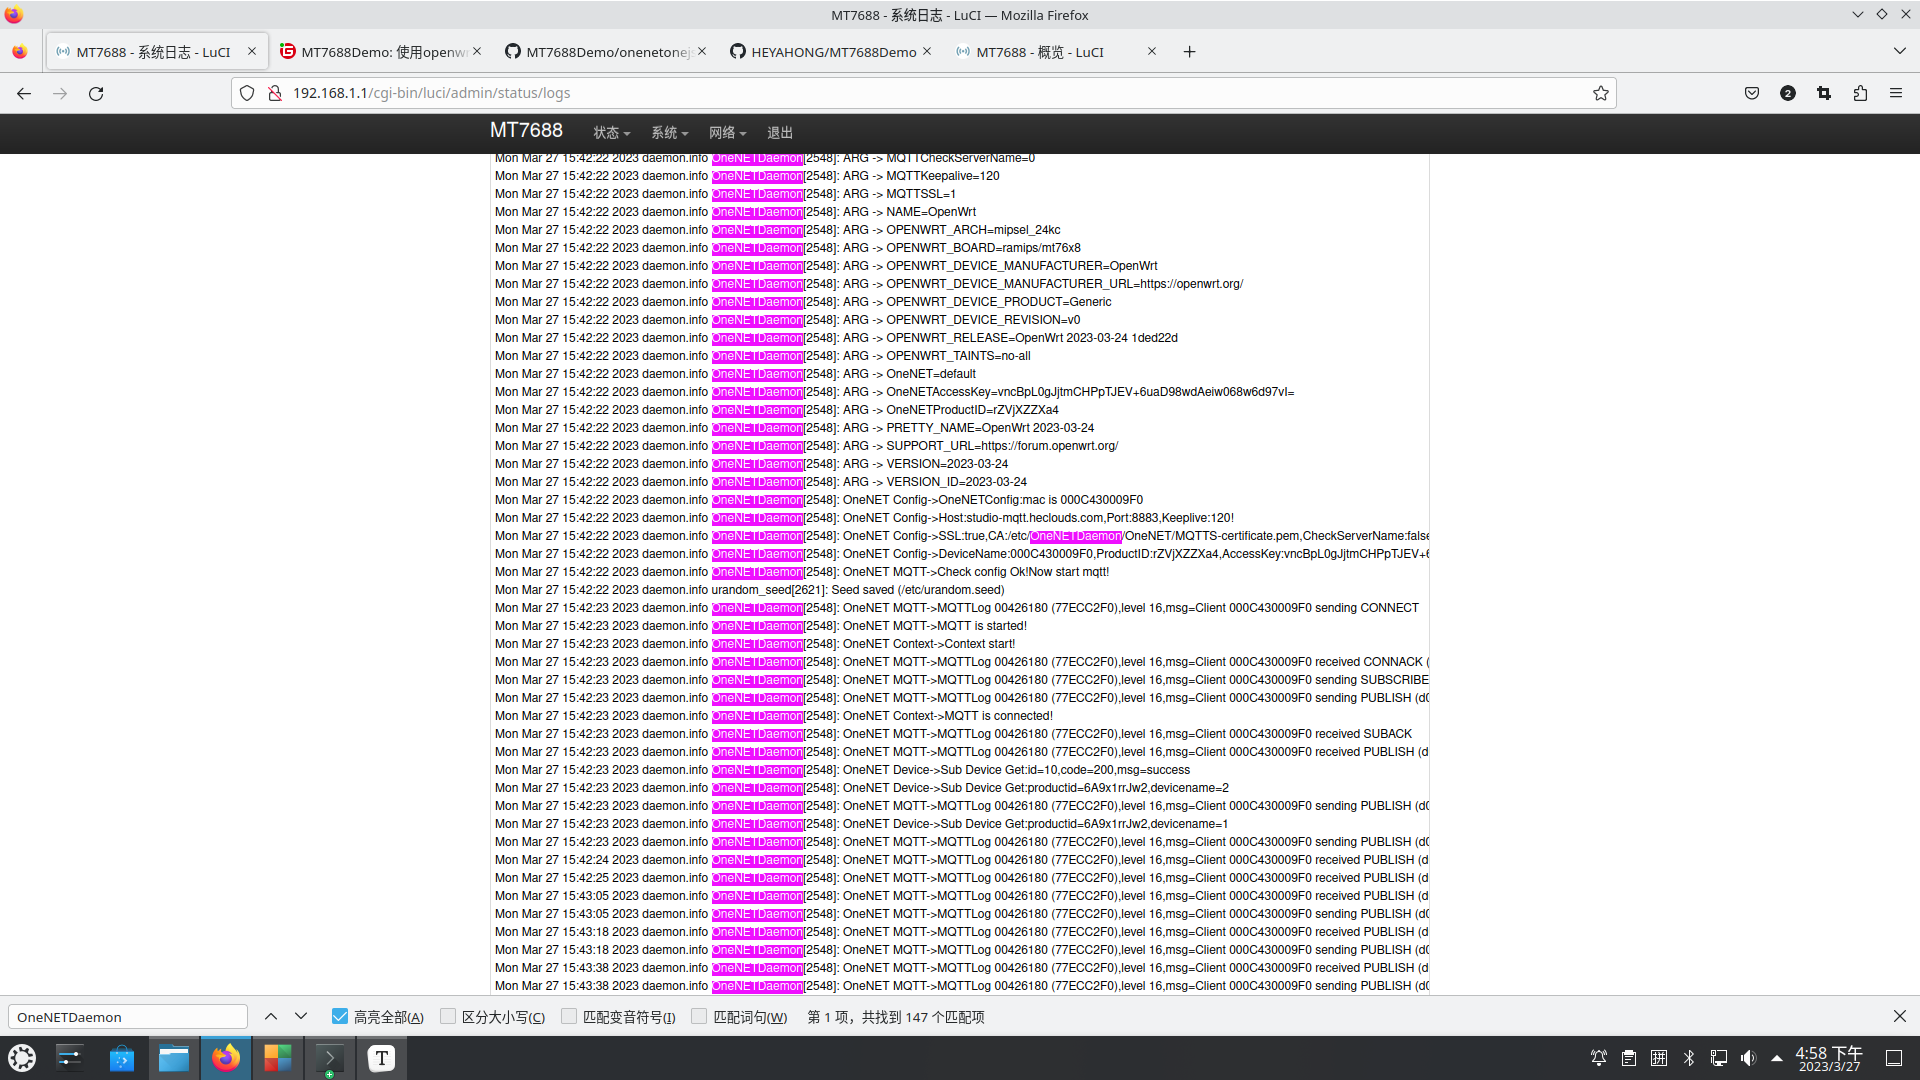 MT7688 - 系统日志 - LuCI — Mozilla Firefox
MT7688 - 系统日志 - LuCI
MT7688Demo: 使用openw
MT7688Demo/onenetonej
HEYAHONG/MT7688Demo
MT7688 - 概览 - LuCI
192.168.1.1/cgi-bin/luci/admin/status/logs
2
MT7688 状态 系统 网络 退出
Mon Mar 27 15:42:22 2023 daemon.info OneNETDaemon[2548]: ARG -> MQTTCheckServerName=0
Mon Mar 27 15:42:22 2023 daemon.info OneNETDaemon[2548]: ARG -> MQTTKeepalive=120
Mon Mar 27 15:42:22 2023 daemon.info OneNETDaemon[2548]: ARG -> MQTTSSL=1
Mon Mar 27 15:42:22 2023 daemon.info OneNETDaemon[2548]: ARG -> NAME=OpenWrt
Mon Mar 27 15:42:22 2023 daemon.info OneNETDaemon[2548]: ARG -> OPENWRT_ARCH=mipsel_24kc
Mon Mar 27 15:42:22 2023 daemon.info OneNETDaemon[2548]: ARG -> OPENWRT_BOARD=ramips/mt76x8
Mon Mar 27 15:42:22 2023 daemon.info OneNETDaemon[2548]: ARG -> OPENWRT_DEVICE_MANUFACTURER=OpenWrt
Mon Mar 27 15:42:22 2023 daemon.info OneNETDaemon[2548]: ARG -> OPENWRT_DEVICE_MANUFACTURER_URL=https://openwrt.org/
Mon Mar 27 15:42:22 2023 daemon.info OneNETDaemon[2548]: ARG -> OPENWRT_DEVICE_PRODUCT=Generic
Mon Mar 27 15:42:22 2023 daemon.info OneNETDaemon[2548]: ARG -> OPENWRT_DEVICE_REVISION=v0
Mon Mar 27 15:42:22 2023 daemon.info OneNETDaemon[2548]: ARG -> OPENWRT_RELEASE=OpenWrt 2023-03-24 1ded22d
Mon Mar 27 15:42:22 2023 daemon.info OneNETDaemon[2548]: ARG -> OPENWRT_TAINTS=no-all
Mon Mar 27 15:42:22 2023 daemon.info OneNETDaemon[2548]: ARG -> OneNET=default
Mon Mar 27 15:42:22 2023 daemon.info OneNETDaemon[2548]: ARG -> OneNETAccessKey=vncBpL0gJjtmCHPpTJEV+6uaD98wdAeiw068w6d97vI=
Mon Mar 27 15:42:22 2023 daemon.info OneNETDaemon[2548]: ARG -> OneNETProductID=rZVjXZZXa4
Mon Mar 27 15:42:22 2023 daemon.info OneNETDaemon[2548]: ARG -> PRETTY_NAME=OpenWrt 2023-03-24
Mon Mar 27 15:42:22 2023 daemon.info OneNETDaemon[2548]: ARG -> SUPPORT_URL=https://forum.openwrt.org/
Mon Mar 27 15:42:22 2023 daemon.info OneNETDaemon[2548]: ARG -> VERSION=2023-03-24
Mon Mar 27 15:42:22 2023 daemon.info OneNETDaemon[2548]: ARG -> VERSION_ID=2023-03-24
Mon Mar 27 15:42:22 2023 daemon.info OneNETDaemon[2548]: OneNET Config->OneNETConfig:mac is 000C430009F0
Mon Mar 27 15:42:22 2023 daemon.info OneNETDaemon[2548]: OneNET Config->Host:studio-mqtt.heclouds.com,Port:8883,Keeplive:120!
Mon Mar 27 15:42:22 2023 daemon.info OneNETDaemon[2548]: OneNET Config->SSL:true,CA:/etc/OneNETDaemon/OneNET/MQTTS-certificate.pem,CheckServerName:false
Mon Mar 27 15:42:22 2023 daemon.info OneNETDaemon[2548]: OneNET Config->DeviceName:000C430009F0,ProductID:rZVjXZZXa4,AccessKey:vncBpL0gJjtmCHPpTJEV+6
Mon Mar 27 15:42:22 2023 daemon.info OneNETDaemon[2548]: OneNET MQTT->Check config Ok!Now start mqtt!
Mon Mar 27 15:42:22 2023 daemon.info urandom_seed[2621]: Seed saved (/etc/urandom.seed)
Mon Mar 27 15:42:23 2023 daemon.info OneNETDaemon[2548]: OneNET MQTT->MQTTLog 00426180 (77ECC2F0),level 16,msg=Client 000C430009F0 sending CONNECT
Mon Mar 27 15:42:23 2023 daemon.info OneNETDaemon[2548]: OneNET MQTT->MQTT is started!
Mon Mar 27 15:42:23 2023 daemon.info OneNETDaemon[2548]: OneNET Context->Context start!
Mon Mar 27 15:42:23 2023 daemon.info OneNETDaemon[2548]: OneNET MQTT->MQTTLog 00426180 (77ECC2F0),level 16,msg=Client 000C430009F0 received CONNACK (
Mon Mar 27 15:42:23 2023 daemon.info OneNETDaemon[2548]: OneNET MQTT->MQTTLog 00426180 (77ECC2F0),level 16,msg=Client 000C430009F0 sending SUBSCRIBE
Mon Mar 27 15:42:23 2023 daemon.info OneNETDaemon[2548]: OneNET MQTT->MQTTLog 00426180 (77ECC2F0),level 16,msg=Client 000C430009F0 sending PUBLISH (d0
Mon Mar 27 15:42:23 2023 daemon.info OneNETDaemon[2548]: OneNET Context->MQTT is connected!
Mon Mar 27 15:42:23 2023 daemon.info OneNETDaemon[2548]: OneNET MQTT->MQTTLog 00426180 (77ECC2F0),level 16,msg=Client 000C430009F0 received SUBACK
Mon Mar 27 15:42:23 2023 daemon.info OneNETDaemon[2548]: OneNET MQTT->MQTTLog 00426180 (77ECC2F0),level 16,msg=Client 000C430009F0 received PUBLISH (d
Mon Mar 27 15:42:23 2023 daemon.info OneNETDaemon[2548]: OneNET Device->Sub Device Get:id=10,code=200,msg=success
Mon Mar 27 15:42:23 2023 daemon.info OneNETDaemon[2548]: OneNET Device->Sub Device Get:productid=6A9x1rrJw2,devicename=2
Mon Mar 27 15:42:23 2023 daemon.info OneNETDaemon[2548]: OneNET MQTT->MQTTLog 00426180 (77ECC2F0),level 16,msg=Client 000C430009F0 sending PUBLISH (d0
Mon Mar 27 15:42:23 2023 daemon.info OneNETDaemon[2548]: OneNET Device->Sub Device Get:productid=6A9x1rrJw2,devicename=1
Mon Mar 27 15:42:23 2023 daemon.info OneNETDaemon[2548]: OneNET MQTT->MQTTLog 00426180 (77ECC2F0),level 16,msg=Client 000C430009F0 sending PUBLISH (d0
Mon Mar 27 15:42:24 2023 daemon.info OneNETDaemon[2548]: OneNET MQTT->MQTTLog 00426180 (77ECC2F0),level 16,msg=Client 000C430009F0 received PUBLISH (d
Mon Mar 27 15:42:25 2023 daemon.info OneNETDaemon[2548]: OneNET MQTT->MQTTLog 00426180 (77ECC2F0),level 16,msg=Client 000C430009F0 received PUBLISH (d
Mon Mar 27 15:43:05 2023 daemon.info OneNETDaemon[2548]: OneNET MQTT->MQTTLog 00426180 (77ECC2F0),level 16,msg=Client 000C430009F0 received PUBLISH (d
Mon Mar 27 15:43:05 2023 daemon.info OneNETDaemon[2548]: OneNET MQTT->MQTTLog 00426180 (77ECC2F0),level 16,msg=Client 000C430009F0 sending PUBLISH (d0
Mon Mar 27 15:43:18 2023 daemon.info OneNETDaemon[2548]: OneNET MQTT->MQTTLog 00426180 (77ECC2F0),level 16,msg=Client 000C430009F0 received PUBLISH (d
Mon Mar 27 15:43:18 2023 daemon.info OneNETDaemon[2548]: OneNET MQTT->MQTTLog 00426180 (77ECC2F0),level 16,msg=Client 000C430009F0 sending PUBLISH (d0
Mon Mar 27 15:43:38 2023 daemon.info OneNETDaemon[2548]: OneNET MQTT->MQTTLog 00426180 (77ECC2F0),level 16,msg=Client 000C430009F0 received PUBLISH (d
Mon Mar 27 15:43:38 2023 daemon.info OneNETDaemon[2548]: OneNET MQTT->MQTTLog 00426180 (77ECC2F0),level 16,msg=Client 000C430009F0 sending PUBLISH (d0
OneNETDaemon 高亮全部(A) 区分大小写(C) 匹配变音符号(I) 匹配词句(W) 第 1 项，共找到 147 个匹配项
T 拼 4:58 下午
2023/3/27